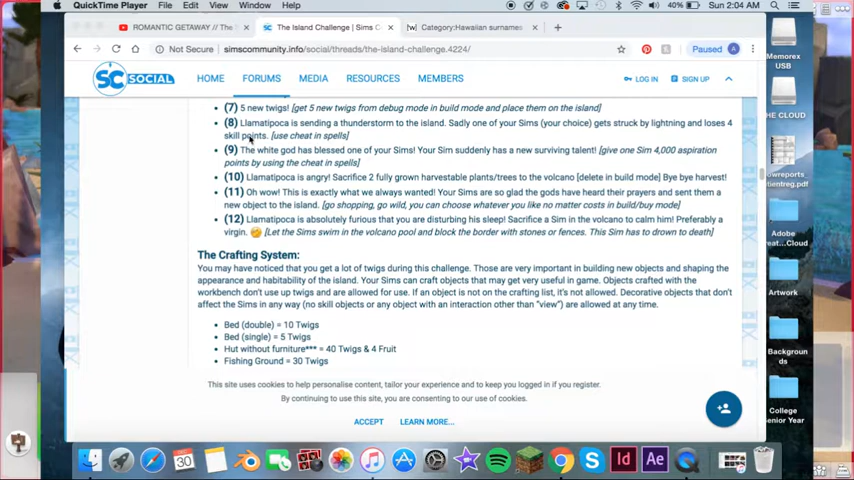 QuickTime Player File Edit View Window Help 40% Sun 2:04 AM
ROMANTIC GETAWAY // The The Island Challenge | Sims C Category:Hawaiian surnames
Not Secure simscommunity.info/social/threads/the-island-challenge.4224/ Paused A
SC SOCIAL HOME FORUMS MEDIA RESOURCES MEMBERS LOG IN SIGN UP
(7) 5 new twigs! [get 5 new twigs from debug mode in build mode and place them on the island]
(8) Llamatipoca is sending a thunderstorm to the island. Sadly one of your Sims (your choice) gets struck by lightning and loses 4
skill points. [use cheat in spells]
(9) The white god has blessed one of your Sims! Your Sim suddenly has a new surviving talent! [give one Sim 4,000 aspiration
points by using the cheat in spells]
(10) Llamatipoca is angry! Sacrifice 2 fully grown harvestable plants/trees to the volcano [delete in build mode] Bye bye harvest!
(11) Oh wow! This is exactly what we always wanted! Your Sims are so glad the gods have heard their prayers and sent them a
new object to the island. [go shopping, go wild, you can choose whatever you like no matter costs in build/buy mode]
(12) Llamatipoca is absolutely furious that you are disturbing his sleep! Sacrifice a Sim in the volcano to calm him! Preferably a
virgin. [Let the Sims swim in the volcano pool and block the border with stones or fences. This Sim has to drown to death]
The Crafting System:
You may have noticed that you get a lot of twigs during this challenge. Those are very important in building new objects and shaping the
appearance and habitability of the island. Your Sims can craft objects that may get very useful in game. Objects crafted with the
workbench don't use up twigs and are allowed for use. If an object is not on the crafting list, it's not allowed. Decorative objects that don't
affect the Sims in any way (no skill objects or any object with an interaction other than "view") are allowed at any time.
Bed (double) = 10 Twigs
Bed (single) = 5 Twigs
Hut without furniture*** = 40 Twigs & 4 Fruit
Fishing Ground = 30 Twigs
This site uses cookies to help personalise content, tailor your experience and to keep you logged in if you register.
By continuing to use this site, you are consenting to our use of cookies.
ACCEPT LEARN MORE...
Memorex
USB
THE CLOUD
Adobe
Artwork
Background
s
College
Senior Year
30
Id Ae